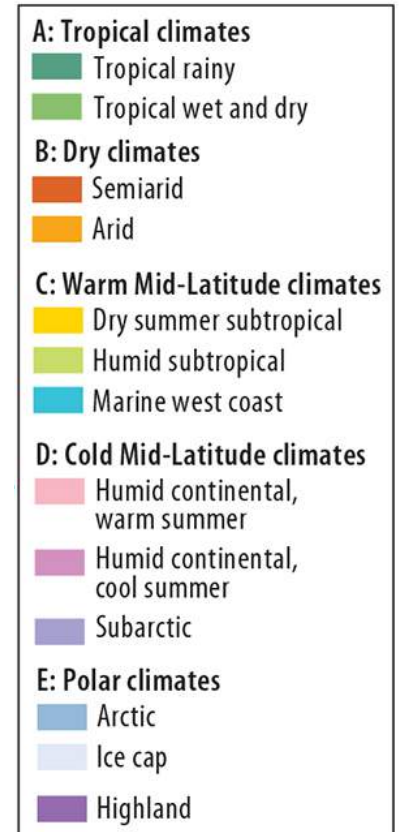 A: Tropical climates
Tropical rainy
Tropical wet and dry
B: Dry climates
Semiarid
Arid
C: Warm Mid-Latitude climates
Dry summer subtropical
Humid subtropical
Marine west coast
D: Cold Mid-Latitude climates
Humid continental,
warm summer
Humid continental,
cool summer
Subarctic
E: Polar climates
Arctic
Ice cap
Highland